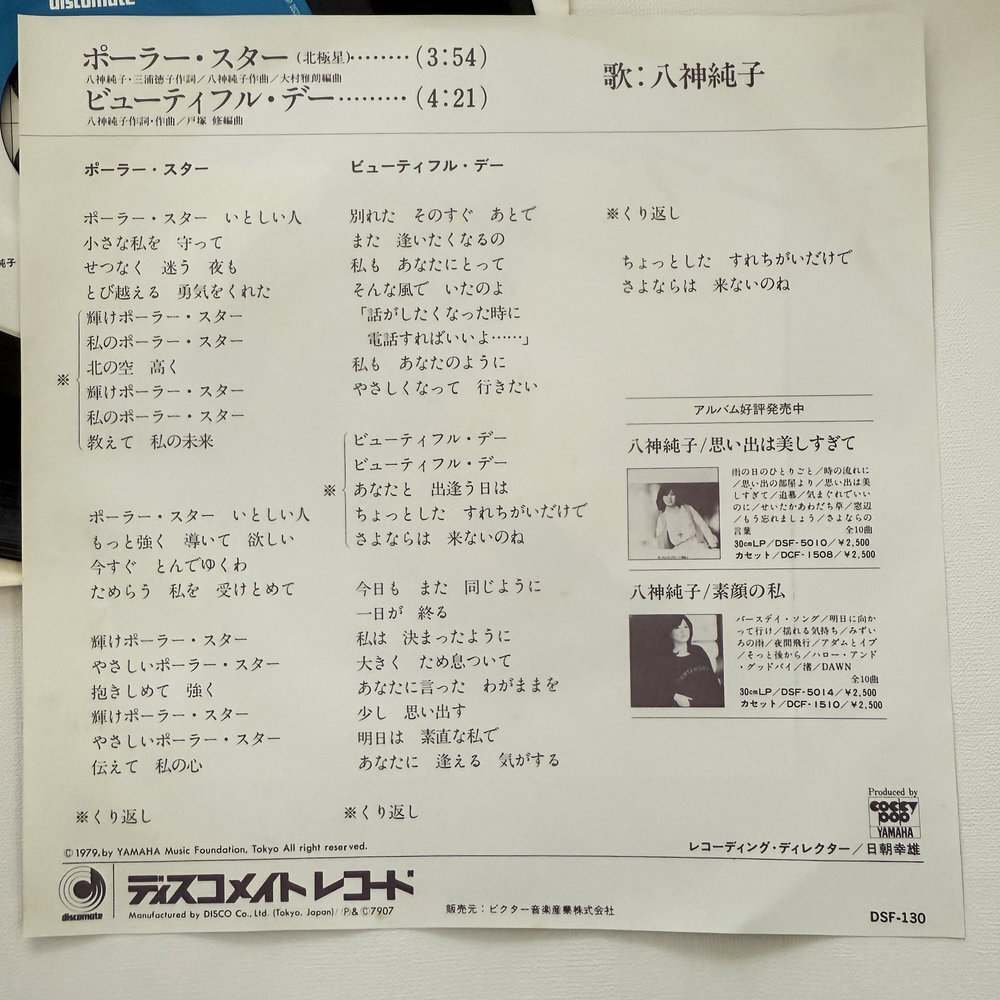 discomate
ポーラー・スター(北極星)………(3:54)
八神純子・三浦徳子作詞/八神純子作曲/大村雅朗編曲
ビューティフル・デー………(4:21)
八神純子作詞・作曲/戸塚 修編曲
歌:八神純子
純子
ポーラー・スター
ポーラー・スター いとしい人
小さな私を 守って
せつなく 迷う 夜も
とび越える 勇気をくれた
輝けポーラー・スター
私のポーラー・スター
※ 北の空 高く
輝けポーラー・スター
私のポーラー・スター
教えて 私の未来
ポーラー・スター いとしい人
もっと強く 導いて 欲しい
今すぐ とんでゆくわ
ためらう 私を 受けとめて
輝けポーラー・スター
やさしいポーラー・スター
抱きしめて 強く
輝けポーラー・スター
やさしいポーラー・スター
伝えて 私の心
※くり返し
ビューティフル・デー
別れた そのすぐ あとで
また 逢いたくなるの
私も あなたにとって
そんな風で いたのよ
「話がしたくなった時に
電話すればいいよ……」
私も あなたのように
やさしくなって 行きたい
ビューティフル・デー
ビューティフル・デー
※ あなたと 出逢う日は
ちょっとした すれちがいだけで
さよならは 来ないのね
今日も また 同じように
一日が 終る
私は 決まったように
大きく ため息ついて
あなたに言った わがままを
少し 思い出す
明日は 素直な私で
あなたに 逢える 気がする
※くり返し
※くり返し
ちょっとした すれちがいだけで
さよならは 来ないのね
アルバム好評発売中
八神純子/思い出は美しすぎて
雨の日のひとりごと/時の流れに
/思い出の部屋より/思い出は美
しすぎて/追慕/気まぐれでいい
のに/せいたかあわだち草/窓辺
/もう忘れましょう/さよならの
言葉 全10曲
30cmLP/DSF-5010/¥2,500
カセット/DCF-1508/¥2,500
八神純子/素顔の私
バースデイ・ソング/明日に向か
って行け/揺れる気持ち/みずい
ろの雨/夜間飛行/アダムとイブ
/そっと後から/ハロー・アンド
・グッドバイ/渚/DAWN
全10曲
30cmLP/DSF-5014/¥2,500
カセット/DCF-1510/¥2,500
Produced by
cocky
pop
YAMAHA
レコーディング・ディレクター/日朝幸雄
©1979,by YAMAHA Music Foundation, Tokyo All right reserved.
discomate
ディスコメイトレコード
Manufactured by DISCO Co., Ltd. (Tokyo, Japan)/Ⓟ&©7907
販売元:ビクター音楽産業株式会社
DSF-130